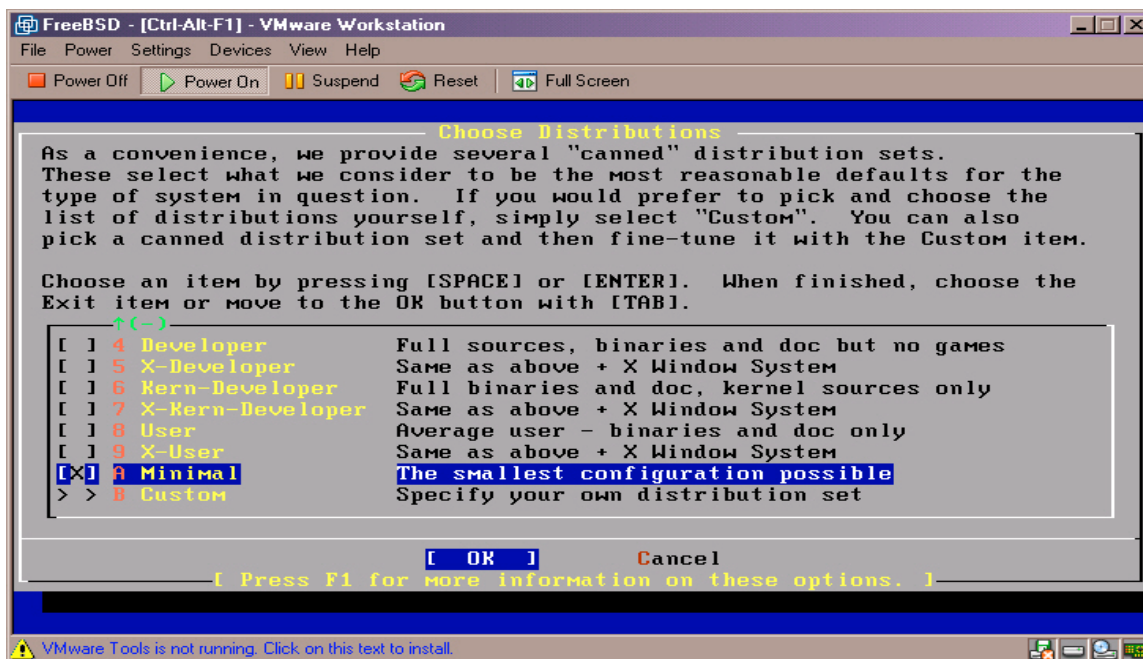 FreeBSD - [Ctrl-Alt-F1] - VMware Workstation
File Power Settings Devices View Help
Power Off Power On Suspend Reset Full Screen
Choose Distributions
As a convenience, we provide several "canned" distribution sets.
These select what we consider to be the most reasonable defaults for the
type of system in question. If you would prefer to pick and choose the
list of distributions yourself, simply select "Custom". You can also
pick a canned distribution set and then fine-tune it with the Custom item.
Choose an item by pressing [SPACE] or [ENTER]. When finished, choose the
Exit item or move to the OK button with [TAB].
↑(-)
[ ] 4 Developer Full sources, binaries and doc but no games
[ ] 5 X-Developer Same as above + X Window System
[ ] 6 Kern-Developer Full binaries and doc, kernel sources only
[ ] 7 X-Kern-Developer Same as above + X Window System
[ ] 8 User Average user - binaries and doc only
[ ] 9 X-User Same as above + X Window System
[X] A Minimal The smallest configuration possible
> > B Custom Specify your own distribution set
[ OK ] Cancel
[ Press F1 for more information on these options. ]
VMware Tools is not running. Click on this text to install.